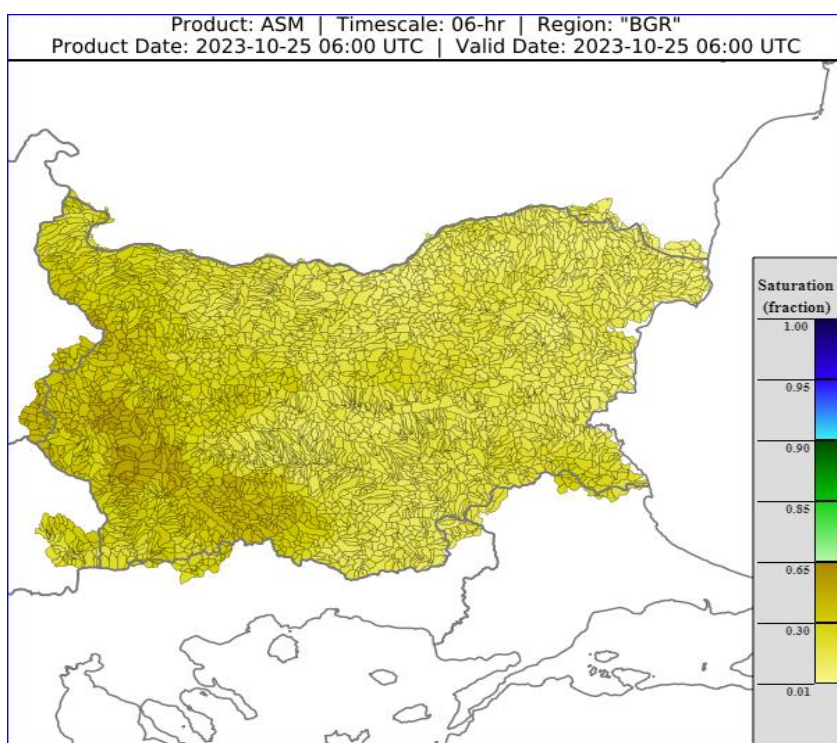 Product: ASM | Timescale: 06-hr | Region: "BGR"
Product Date: 2023-10-25 06:00 UTC | Valid Date: 2023-10-25 06:00 UTC
Saturation
(fraction)
1.00
0.95
0.90
0.85
0.65
0.30
0.01